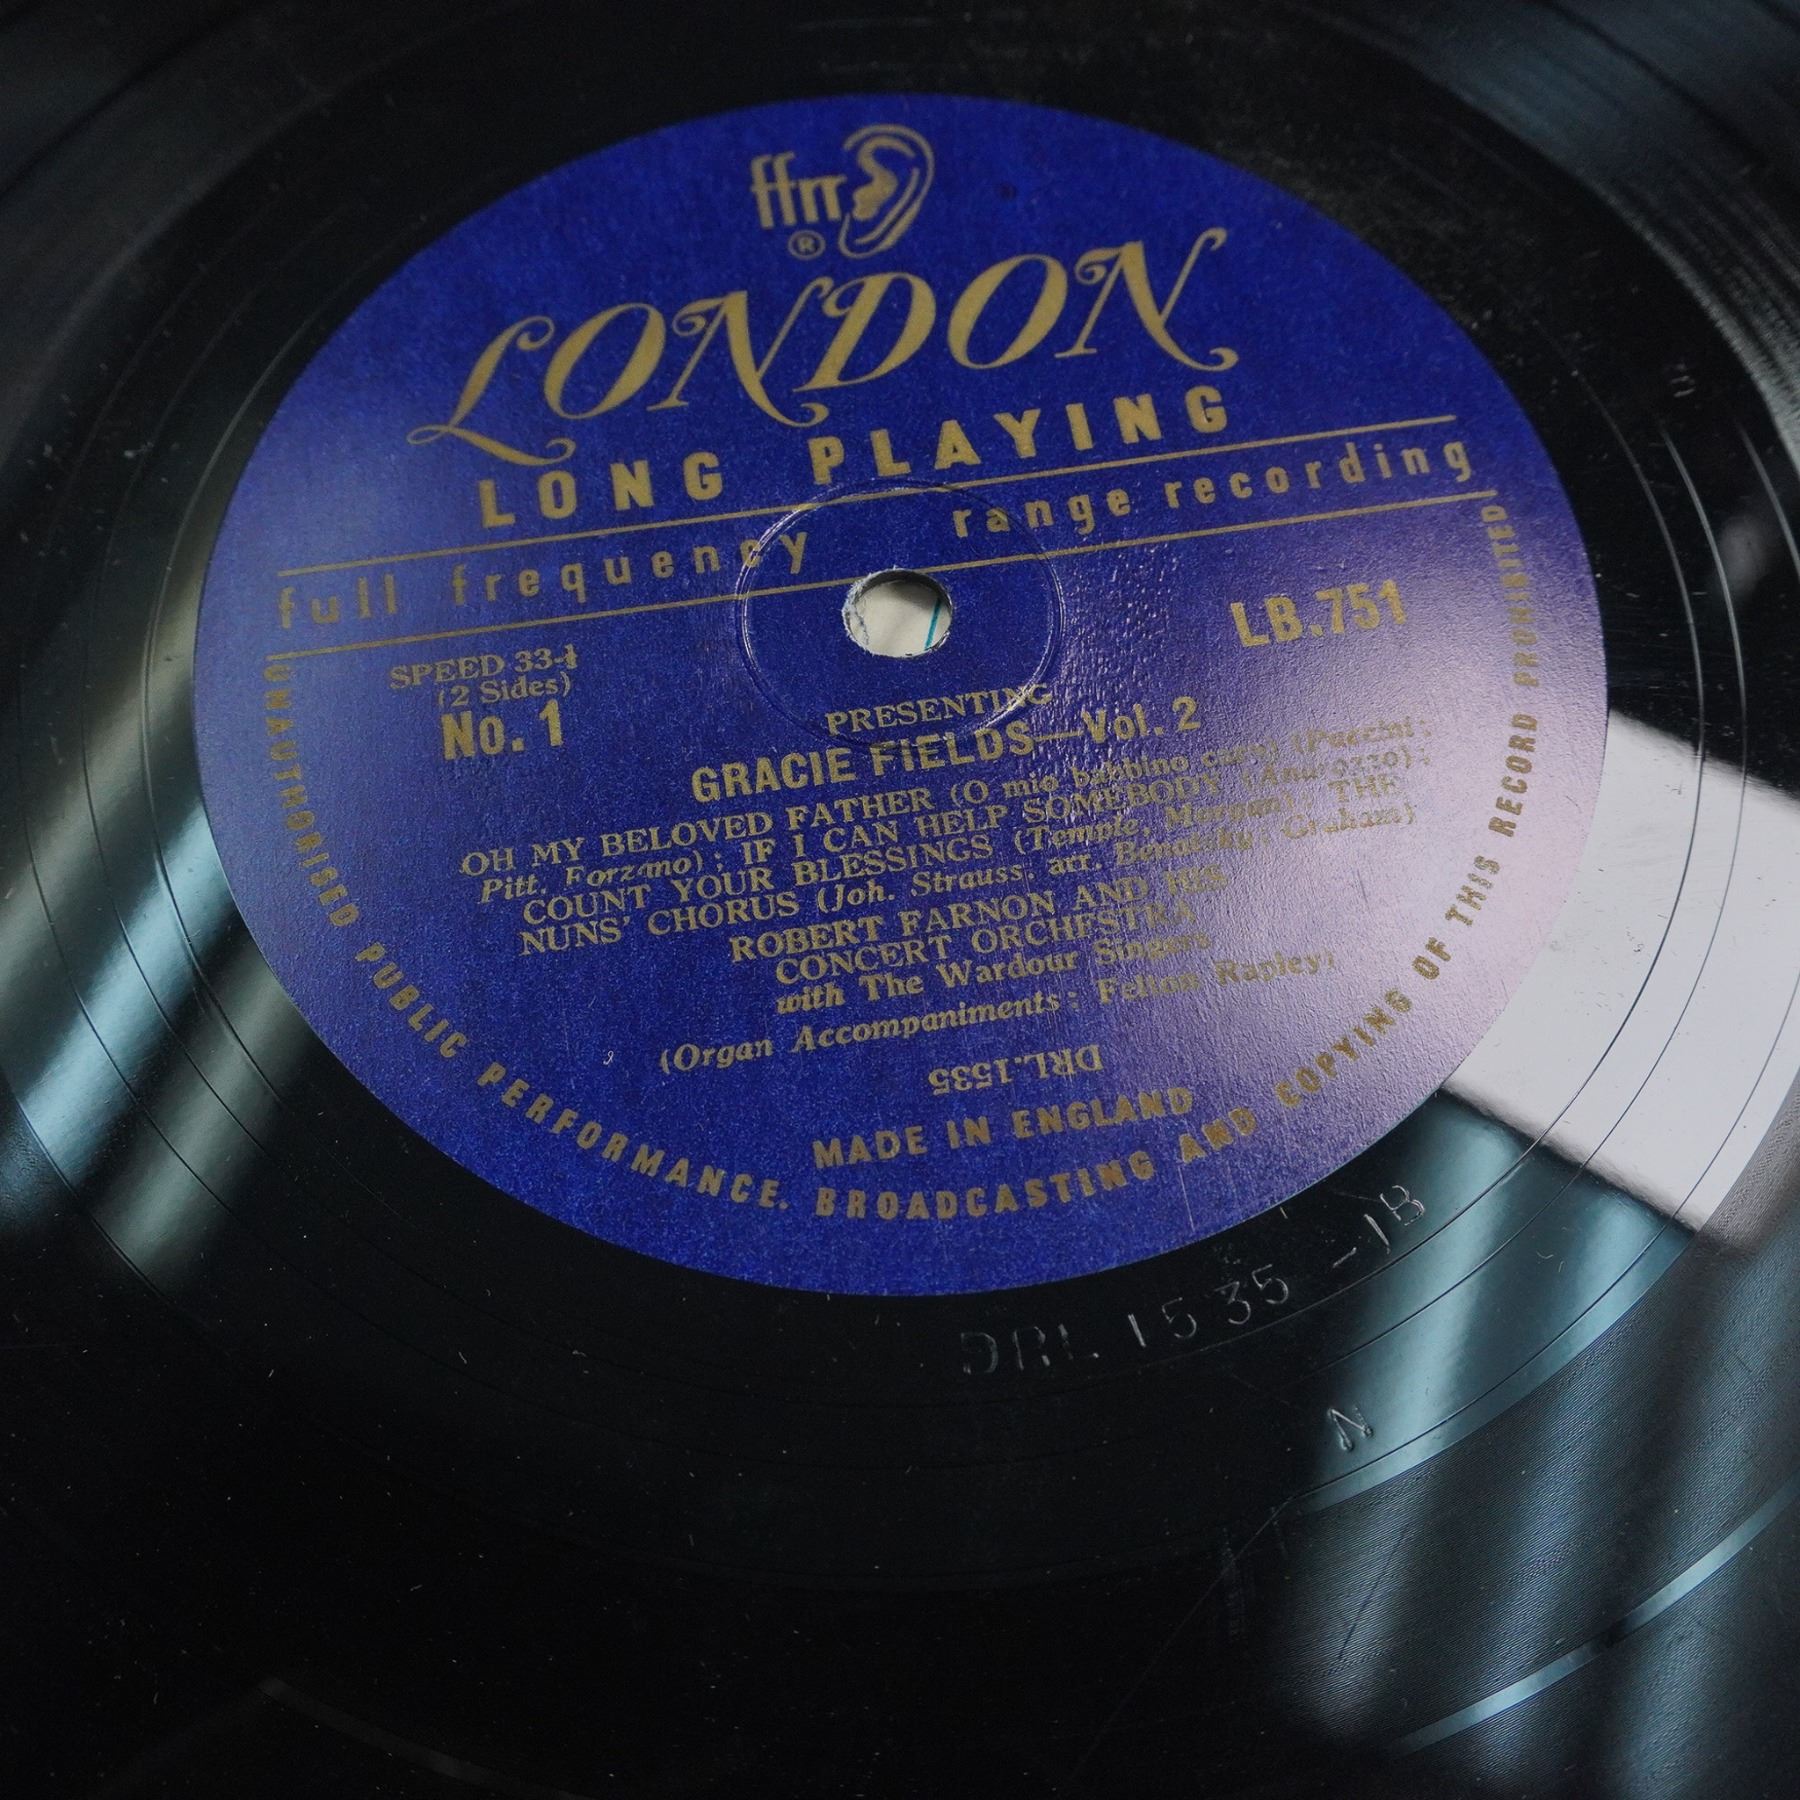 ffrr
®
LONDON
LONG PLAYING
full frequency range recording
SPEED 33-⅓
(2 Sides)
No. 1
LB.751
PRESENTING
GRACIE FIELDS—Vol. 2
OH MY BELOVED FATHER (O mio babbino caro) (Puccini;
Pitt. Forzano); IF I CAN HELP SOMEBODY (Androzzo);
COUNT YOUR BLESSINGS (Temple, Morgan); THE
NUNS' CHORUS (Joh. Strauss. arr. Benatsky, Graham)
ROBERT FARNON AND HIS
CONCERT ORCHESTRA
with The Wardour Singers
(Organ Accompaniments: Felton Rapley)
DRL.1535
MADE IN ENGLAND
UNAUTHORISED PUBLIC PERFORMANCE. BROADCASTING AND COPYING OF THIS RECORD PROHIBITED
DRL 1535 -1B
N